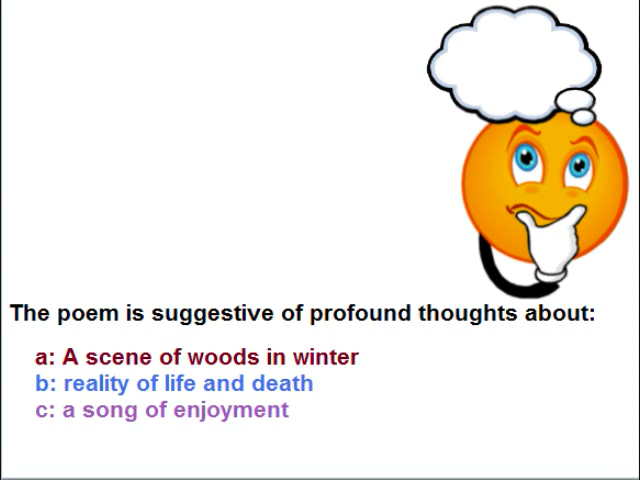 The poem is suggestive of profound thoughts about:
a: A scene of woods in winter
b: reality of life and death
c: a song of enjoyment